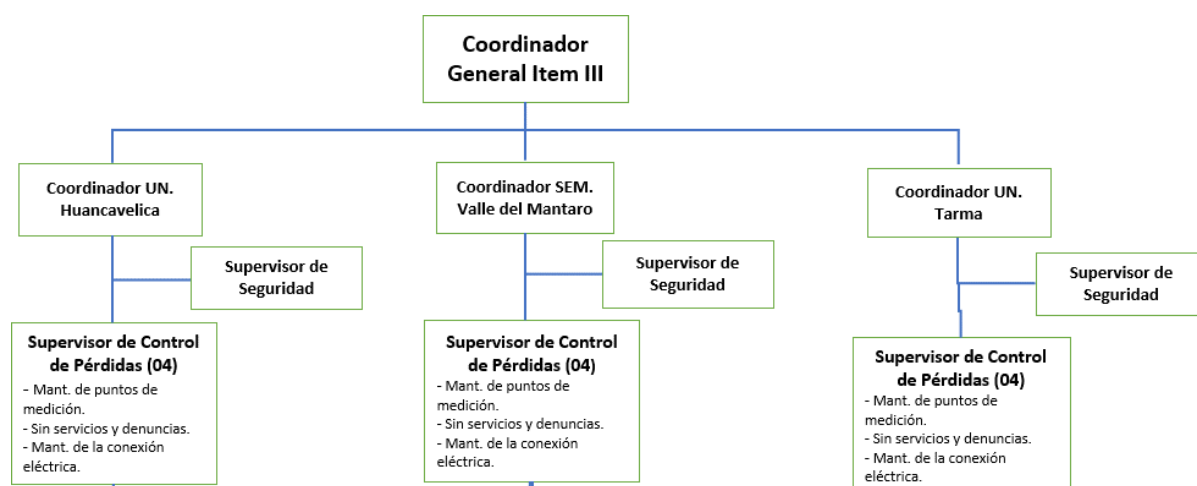 Coordinador
General Item III
Coordinador UN.
Huancavelica
Coordinador SEM.
Valle del Mantaro
Coordinador UN.
Tarma
Supervisor de
Seguridad
Supervisor de
Seguridad
Supervisor de
Seguridad
Supervisor de Control
de Pérdidas (04)
- Mant. de puntos de
medición.
- Sin servicios y denuncias.
- Mant. de la conexión
eléctrica.
Supervisor de Control
de Pérdidas (04)
- Mant. de puntos de
medición.
- Sin servicios y denuncias.
- Mant. de la conexión
eléctrica.
Supervisor de Control
de Pérdidas (04)
- Mant. de puntos de
medición.
- Sin servicios y denuncias.
- Mant. de la conexión
eléctrica.